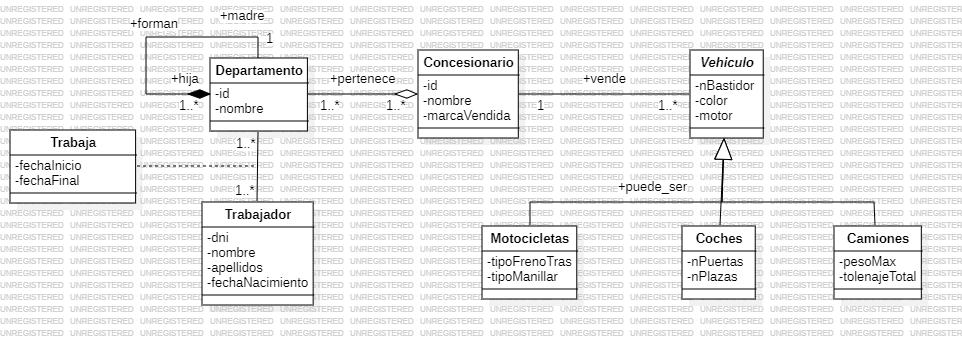 +forman
+madre
1
+hija
1..*
Departamento
-id
-nombre
+pertenece
1..*
1..*
Concesionario
-id
-nombre
-marcaVendida
+vende
1
1..*
Vehiculo
-nBastidor
-color
-motor
1..*
Trabaja
-fechaInicio
-fechaFinal
1..*
Trabajador
-dni
-nombre
-apellidos
-fechaNacimiento
+puede_ser
Motocicletas
-tipoFrenoTras
-tipoManillar
Coches
-nPuertas
-nPlazas
Camiones
-pesoMax
-tolenajeTotal
UNREGISTERED